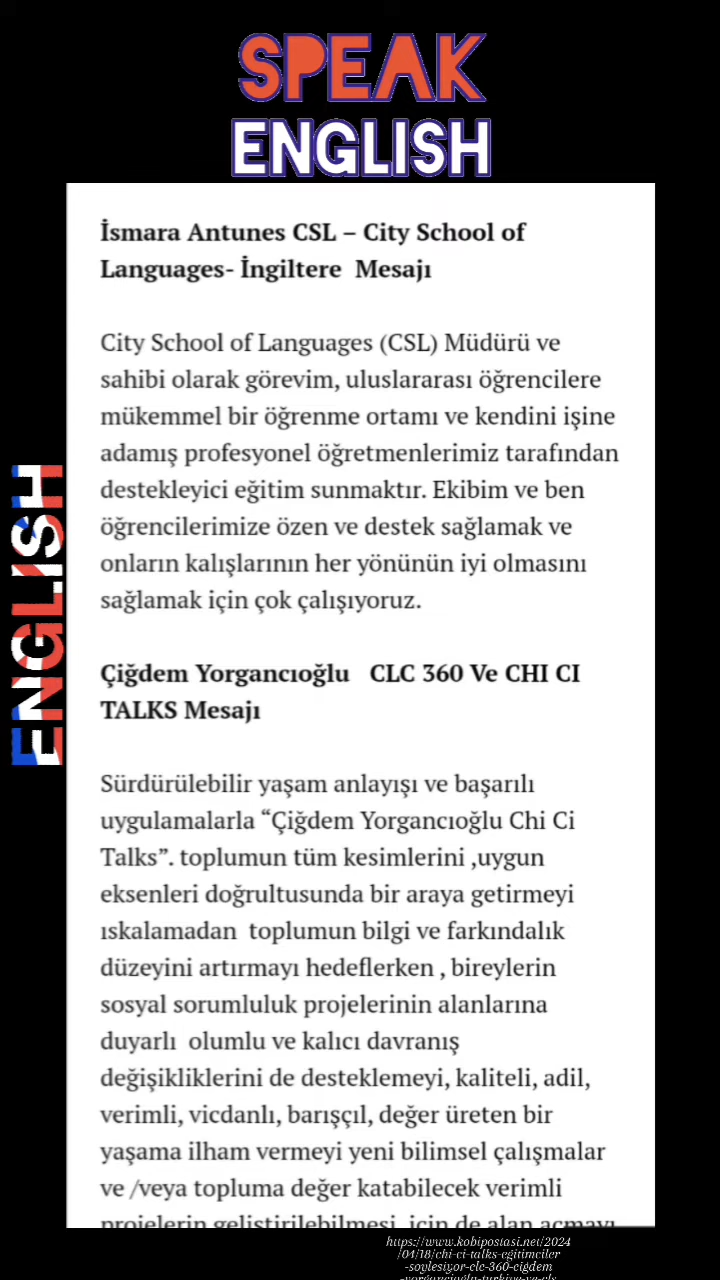 SPEAK
ENGLISH
İsmara Antunes CSL – City School of
Languages- İngiltere  Mesajı
City School of Languages (CSL) Müdürü ve
sahibi olarak görevim, uluslararası öğrencilere
mükemmel bir öğrenme ortamı ve kendini işine
adamış profesyonel öğretmenlerimiz tarafından
destekleyici eğitim sunmaktır. Ekibim ve ben
öğrencilerimize özen ve destek sağlamak ve
onların kalışlarının her yönünün iyi olmasını
sağlamak için çok çalışıyoruz.
Çiğdem Yorgancıoğlu   CLC 360 Ve CHI CI
TALKS Mesajı
Sürdürülebilir yaşam anlayışı ve başarılı
uygulamalarla “Çiğdem Yorgancıoğlu Chi Ci
Talks”. toplumun tüm kesimlerini ,uygun
eksenleri doğrultusunda bir araya getirmeyi
ıskalamadan  toplumun bilgi ve farkındalık
düzeyini artırmayı hedeflerken , bireylerin
sosyal sorumluluk projelerinin alanlarına
duyarlı  olumlu ve kalıcı davranış
değişikliklerini de desteklemeyi, kaliteli, adil,
verimli, vicdanlı, barışçıl, değer üreten bir
yaşama ilham vermeyi yeni bilimsel çalışmalar
ve /veya topluma değer katabilecek verimli
projelerin geliştirilebilmesi  için de alan açmayı
ENGLISH
https://www.kobipostasi.net/2024
/04/18/chi-ci-talks-egitimciler
-soylesiyor-clc-360-cigdem